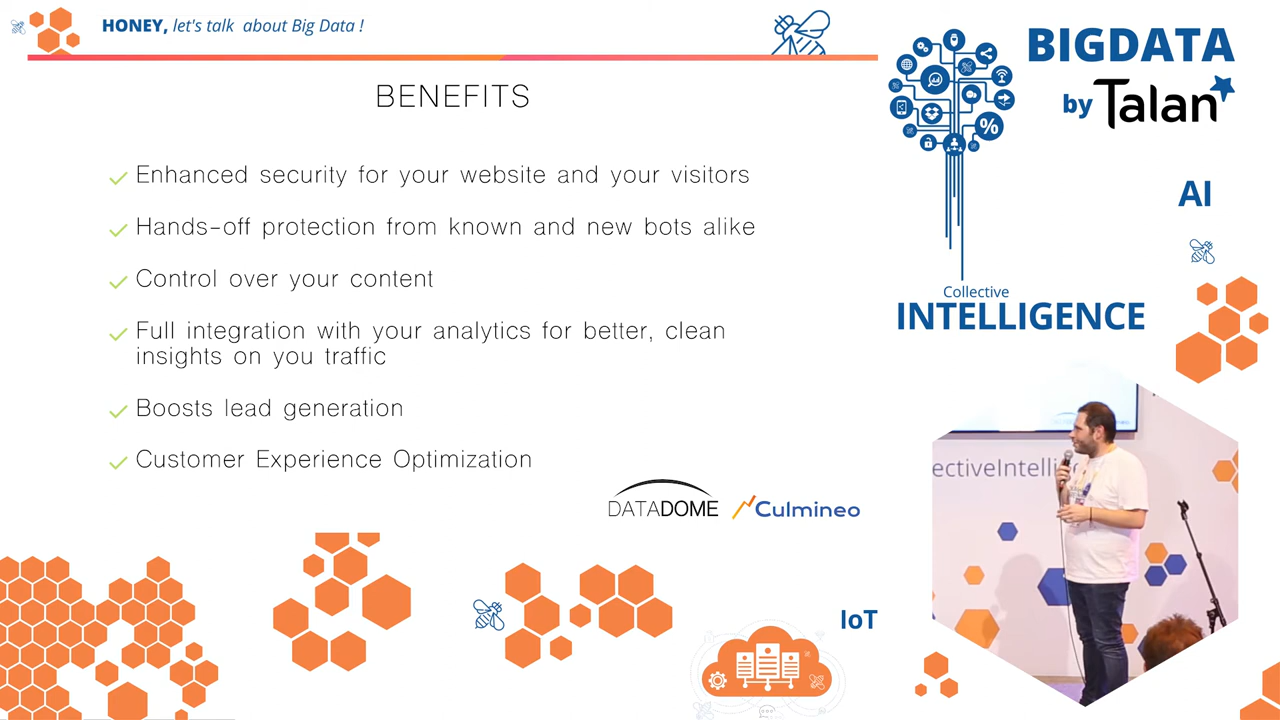 HONEY, let's talk about Big Data !
BENEFITS
Enhanced security for your website and your visitors
Hands-off protection from known and new bots alike
Control over your content
Full integration with your analytics for better, clean
insights on you traffic
Boosts lead generation
Customer Experience Optimization
DATADOME
Culmineo
BIGDATA
by Talan
%
AI
Collective
INTELLIGENCE
ectiveIntelli
IoT